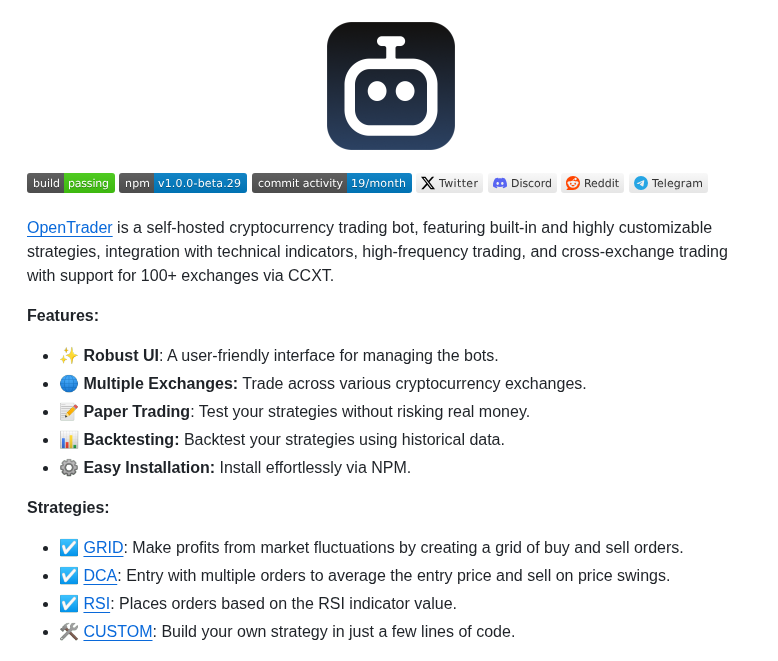 build passing npm v1.0.0-beta.29 commit activity 19/month Twitter Discord Reddit Telegram
OpenTrader is a self-hosted cryptocurrency trading bot, featuring built-in and highly customizable
strategies, integration with technical indicators, high-frequency trading, and cross-exchange trading
with support for 100+ exchanges via CCXT.
Features:
• ✨ Robust UI: A user-friendly interface for managing the bots.
• 🌐 Multiple Exchanges: Trade across various cryptocurrency exchanges.
• 📝 Paper Trading: Test your strategies without risking real money.
• 📊 Backtesting: Backtest your strategies using historical data.
• ⚙️ Easy Installation: Install effortlessly via NPM.
Strategies:
• ☑️ GRID: Make profits from market fluctuations by creating a grid of buy and sell orders.
• ☑️ DCA: Entry with multiple orders to average the entry price and sell on price swings.
• ☑️ RSI: Places orders based on the RSI indicator value.
• 🛠️ CUSTOM: Build your own strategy in just a few lines of code.